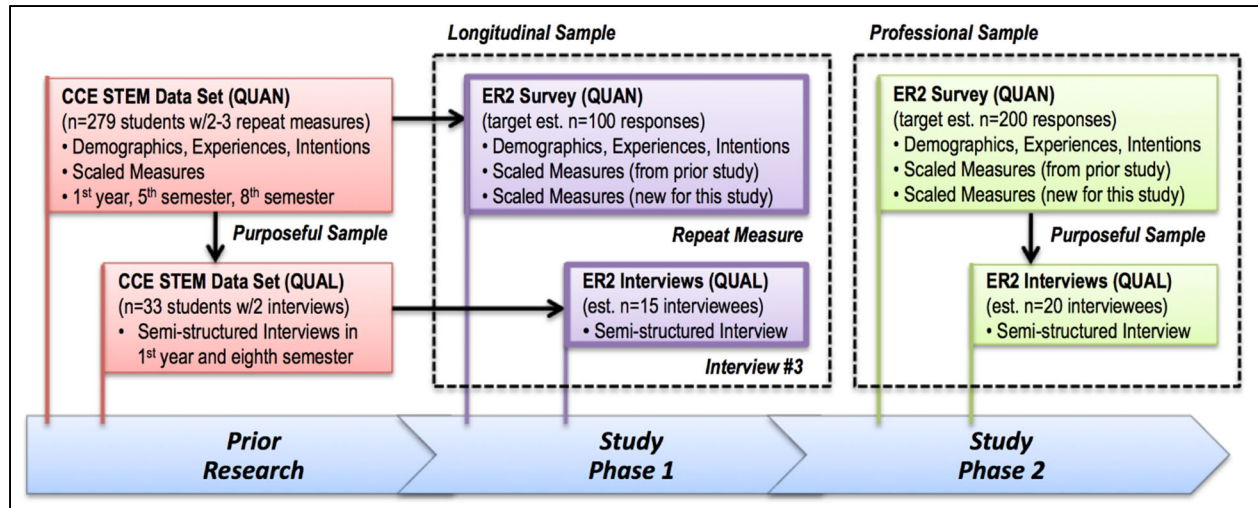 Longitudinal Sample
Professional Sample
CCE STEM Data Set (QUAN)
(n=279 students w/2-3 repeat measures)
• Demographics, Experiences, Intentions
• Scaled Measures
• 1st year, 5th semester, 8th semester
Purposeful Sample
CCE STEM Data Set (QUAL)
(n=33 students w/2 interviews)
• Semi-structured Interviews in
1st year and eighth semester
ER2 Survey (QUAN)
(target est. n=100 responses)
• Demographics, Experiences, Intentions
• Scaled Measures (from prior study)
• Scaled Measures (new for this study)
Repeat Measure
ER2 Interviews (QUAL)
(est. n=15 interviewees)
• Semi-structured Interview
Interview #3
ER2 Survey (QUAN)
(target est. n=200 responses)
• Demographics, Experiences, Intentions
• Scaled Measures (from prior study)
• Scaled Measures (new for this study)
Purposeful Sample
ER2 Interviews (QUAL)
(est. n=20 interviewees)
• Semi-structured Interview
Prior
Research
Study
Phase 1
Study
Phase 2